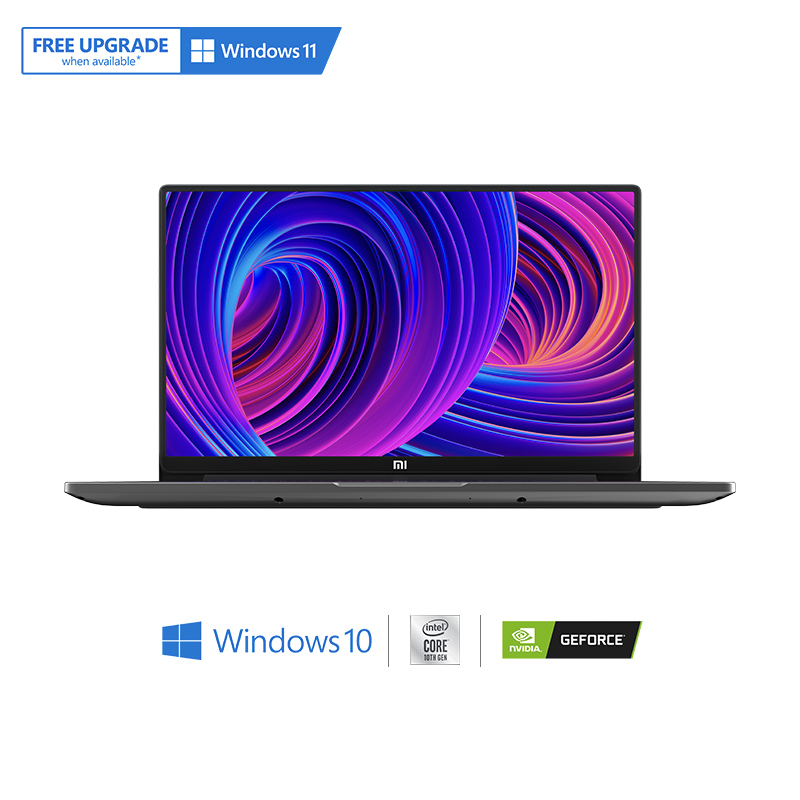 FREE UPGRADE
when available*
Windows 11
mi
Windows 10
intel
CORE
10TH GEN
NVIDIA.
GEFORCE